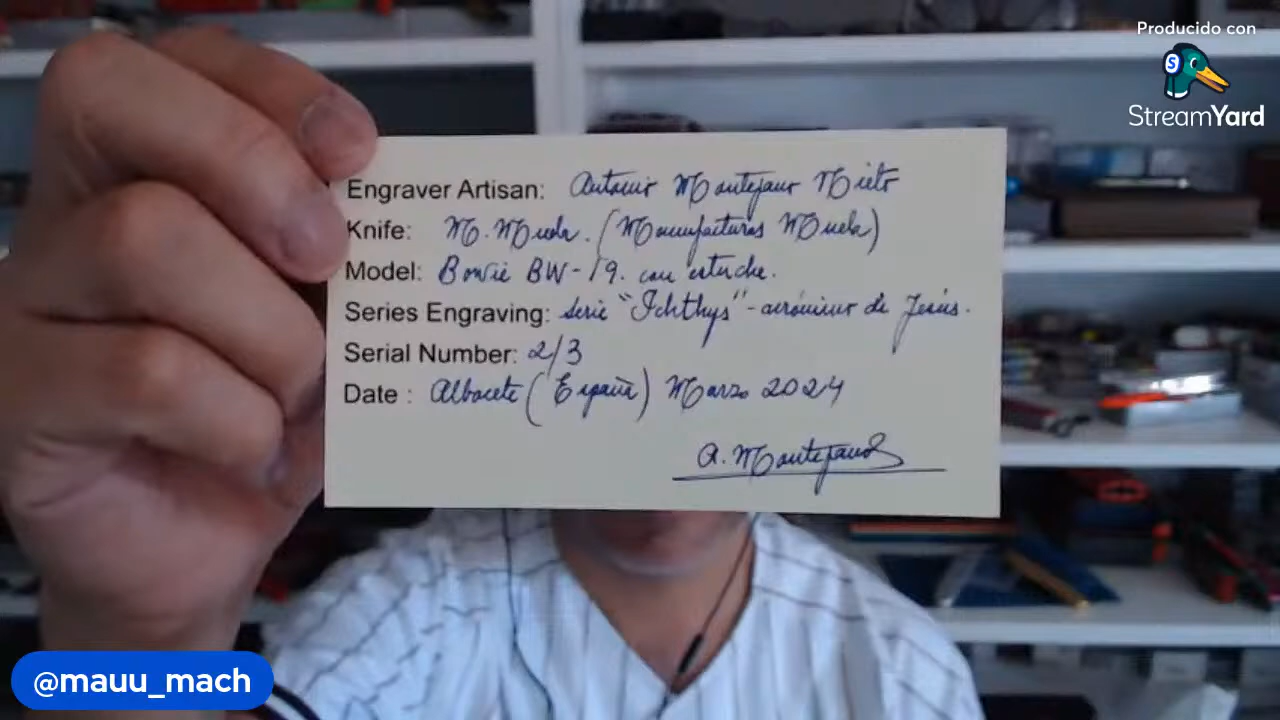 Producido con
StreamYard
Engraver Artisan: Antonio Montejano Nieto
Knife: M. Muela. (Manufacturas Muela)
Model: Bowie BW-19. con estuche.
Series Engraving: serie "Ichthys" - acrónimo de Jesús.
Serial Number: 2/3
Date : Albacete (España) Marzo 2024
A. Montejano
@mauu_mach